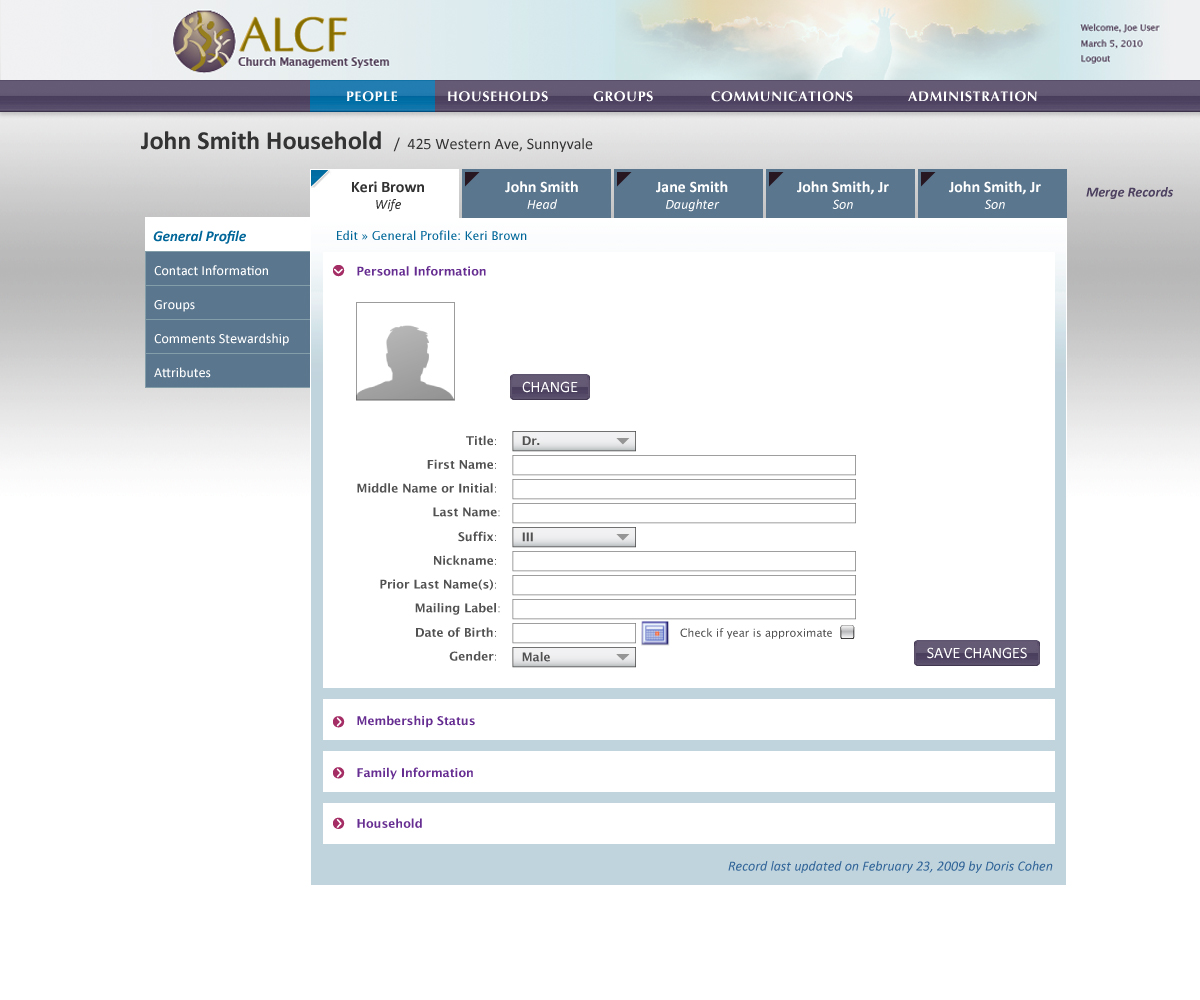 ALCF
Church Management System
Welcome, Joe User
March 5, 2010
Logout
PEOPLE HOUSEHOLDS GROUPS COMMUNICATIONS ADMINISTRATION
John Smith Household / 425 Western Ave, Sunnyvale
Keri Brown John Smith Jane Smith John Smith, Jr John Smith, Jr
Wife Head Daughter Son Son
Merge Records
General Profile
Contact Information
Groups
Comments Stewardship
Attributes
Edit » General Profile: Keri Brown
Personal Information
CHANGE
Title: Dr.
First Name:
Middle Name or Initial:
Last Name:
Suffix: III
Nickname:
Prior Last Name(s):
Mailing Label:
Date of Birth: Check if year is approximate
Gender: Male
SAVE CHANGES
Membership Status
Family Information
Household
Record last updated on February 23, 2009 by Doris Cohen